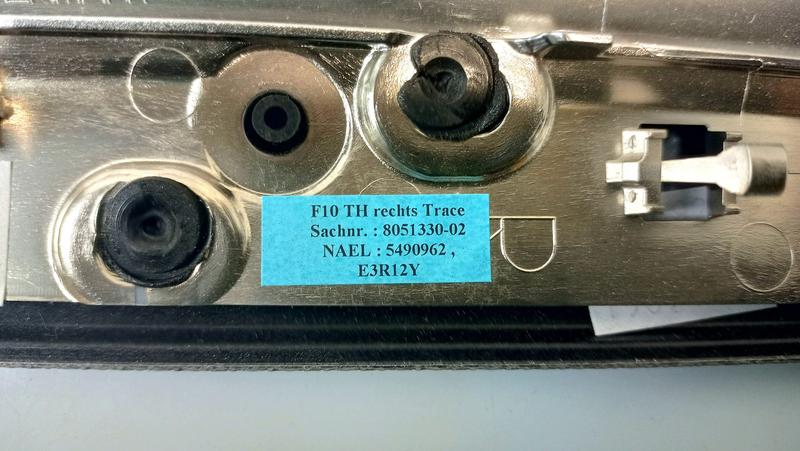 F10 TH rechts Trace
Sachnr. : 8051330-02
NAEL : 5490962 ,
E3R12Y
R